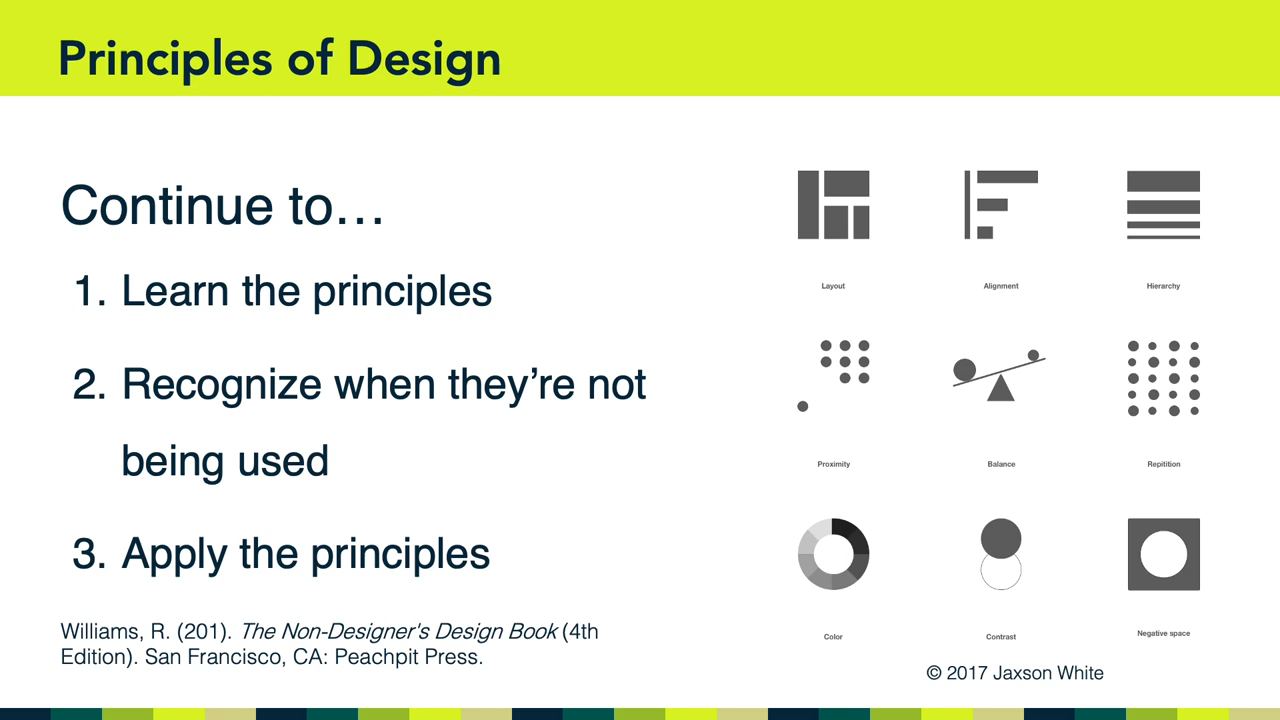 Principles of Design
Continue to…
1. Learn the principles
2. Recognize when they’re not
being used
3. Apply the principles
Williams, R. (201). The Non-Designer's Design Book (4th
Edition). San Francisco, CA: Peachpit Press.
Layout
Alignment
Hierarchy
Proximity
Balance
Repitition
Color
Contrast
Negative space
© 2017 Jaxson White